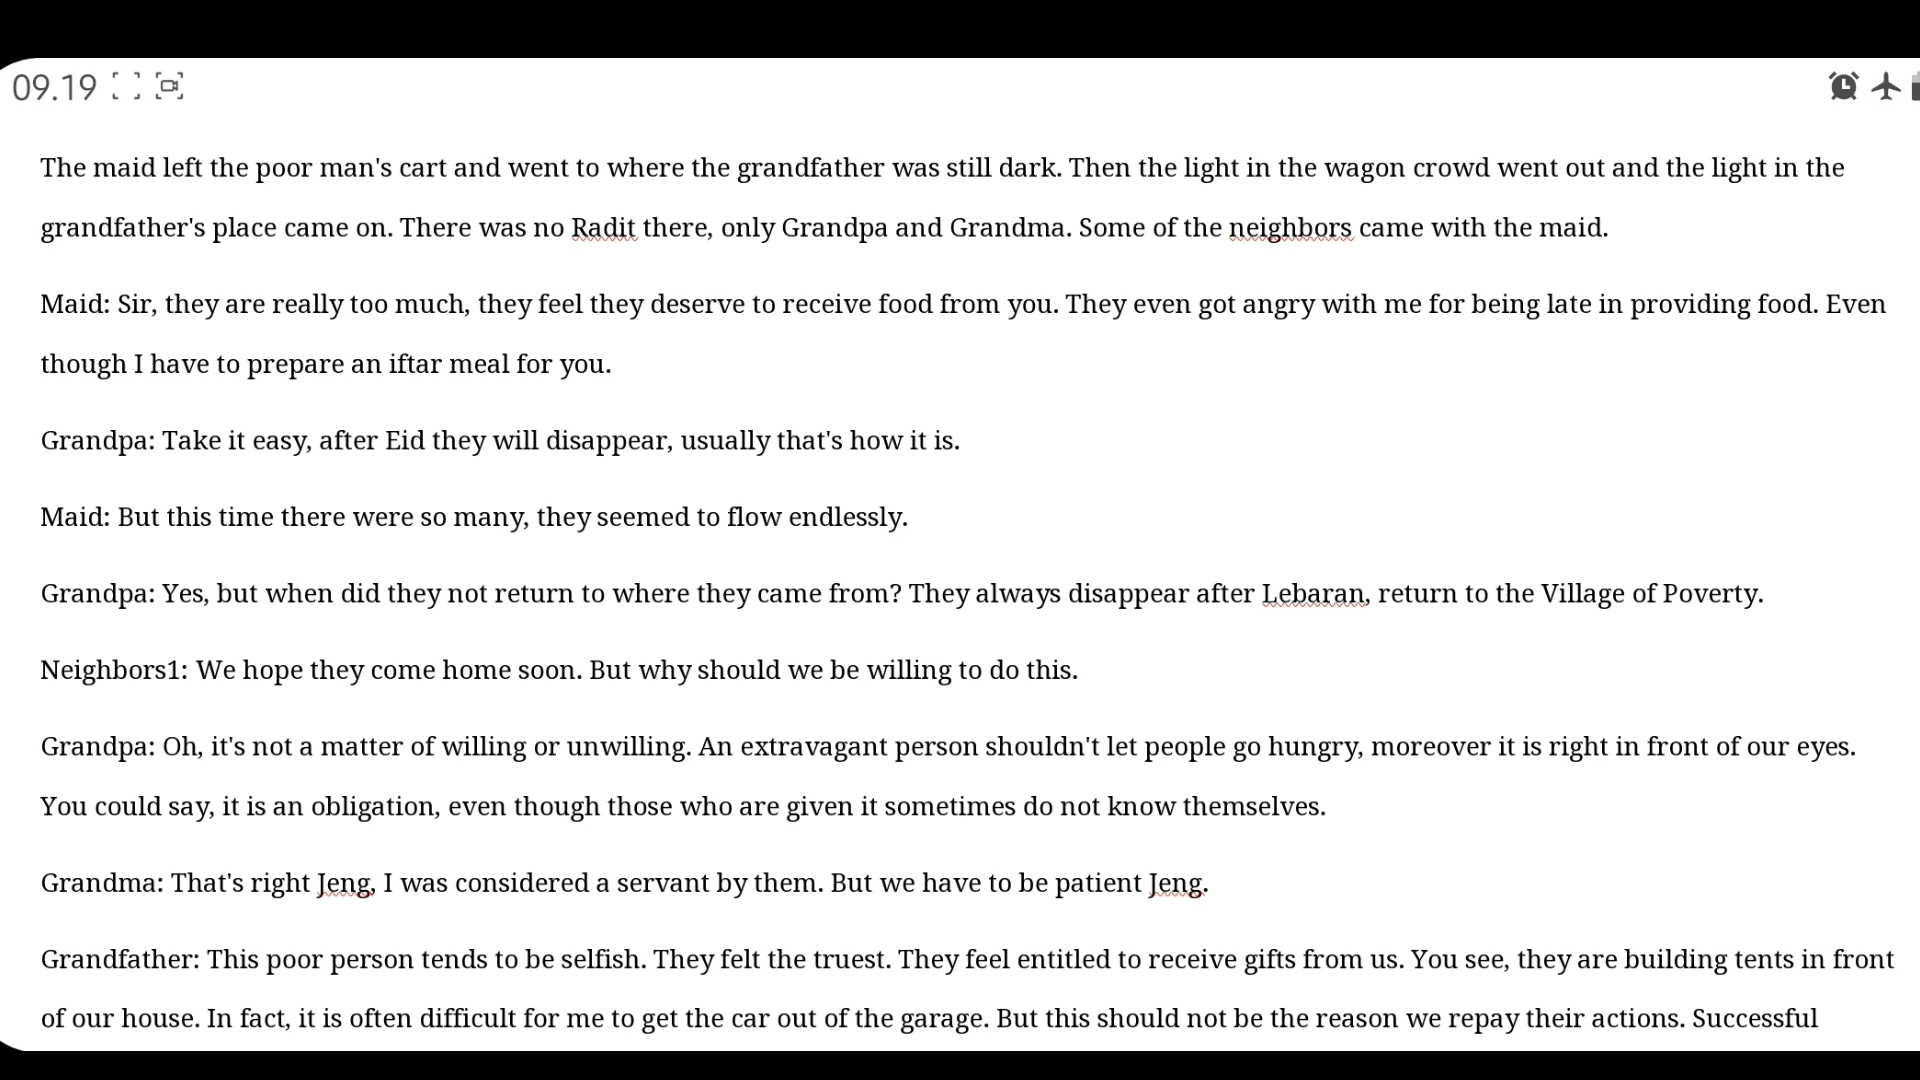 09.19
The maid left the poor man's cart and went to where the grandfather was still dark. Then the light in the wagon crowd went out and the light in the
grandfather's place came on. There was no Radit there, only Grandpa and Grandma. Some of the neighbors came with the maid.
Maid: Sir, they are really too much, they feel they deserve to receive food from you. They even got angry with me for being late in providing food. Even
though I have to prepare an iftar meal for you.
Grandpa: Take it easy, after Eid they will disappear, usually that's how it is.
Maid: But this time there were so many, they seemed to flow endlessly.
Grandpa: Yes, but when did they not return to where they came from? They always disappear after Lebaran, return to the Village of Poverty.
Neighbors1: We hope they come home soon. But why should we be willing to do this.
Grandpa: Oh, it's not a matter of willing or unwilling. An extravagant person shouldn't let people go hungry, moreover it is right in front of our eyes.
You could say, it is an obligation, even though those who are given it sometimes do not know themselves.
Grandma: That's right Jeng, I was considered a servant by them. But we have to be patient Jeng.
Grandfather: This poor person tends to be selfish. They felt the truest. They feel entitled to receive gifts from us. You see, they are building tents in front
of our house. In fact, it is often difficult for me to get the car out of the garage. But this should not be the reason we repay their actions. Successful